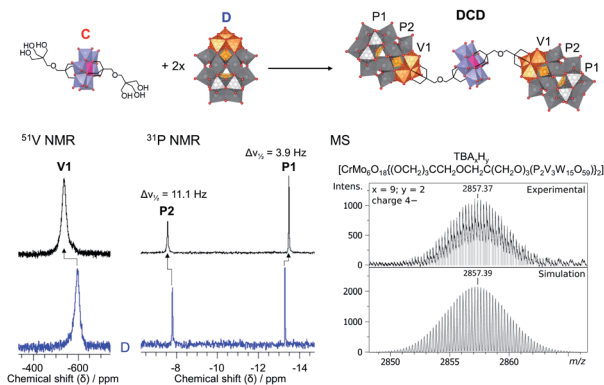 C
D
DCD
P1
P2
V1
V1
P2
P1
HO
OH
HO
O
O
OH
OH
OH
+ 2x
O
O
⁵¹V NMR
³¹P NMR
MS
V1
Δν½ = 3.9 Hz
P1
Δν½ = 11.1 Hz
P2
D
-400
-600
Chemical shift (δ) / ppm
-8
-10
-12
-14
Chemical shift (δ) / ppm
TBAₓHᵧ
[CrMo₆O₁₈{(OCH₂)₃CCH₂OCH₂C(CH₂O)₃(P₂V₃W₁₅O₅₉)}₂]
Intens.
x = 9; y = 2
charge 4−
2857.37
Experimental
1000
500
0
2857.39
Simulation
2000
1000
0
2850
2855
2860
m/z